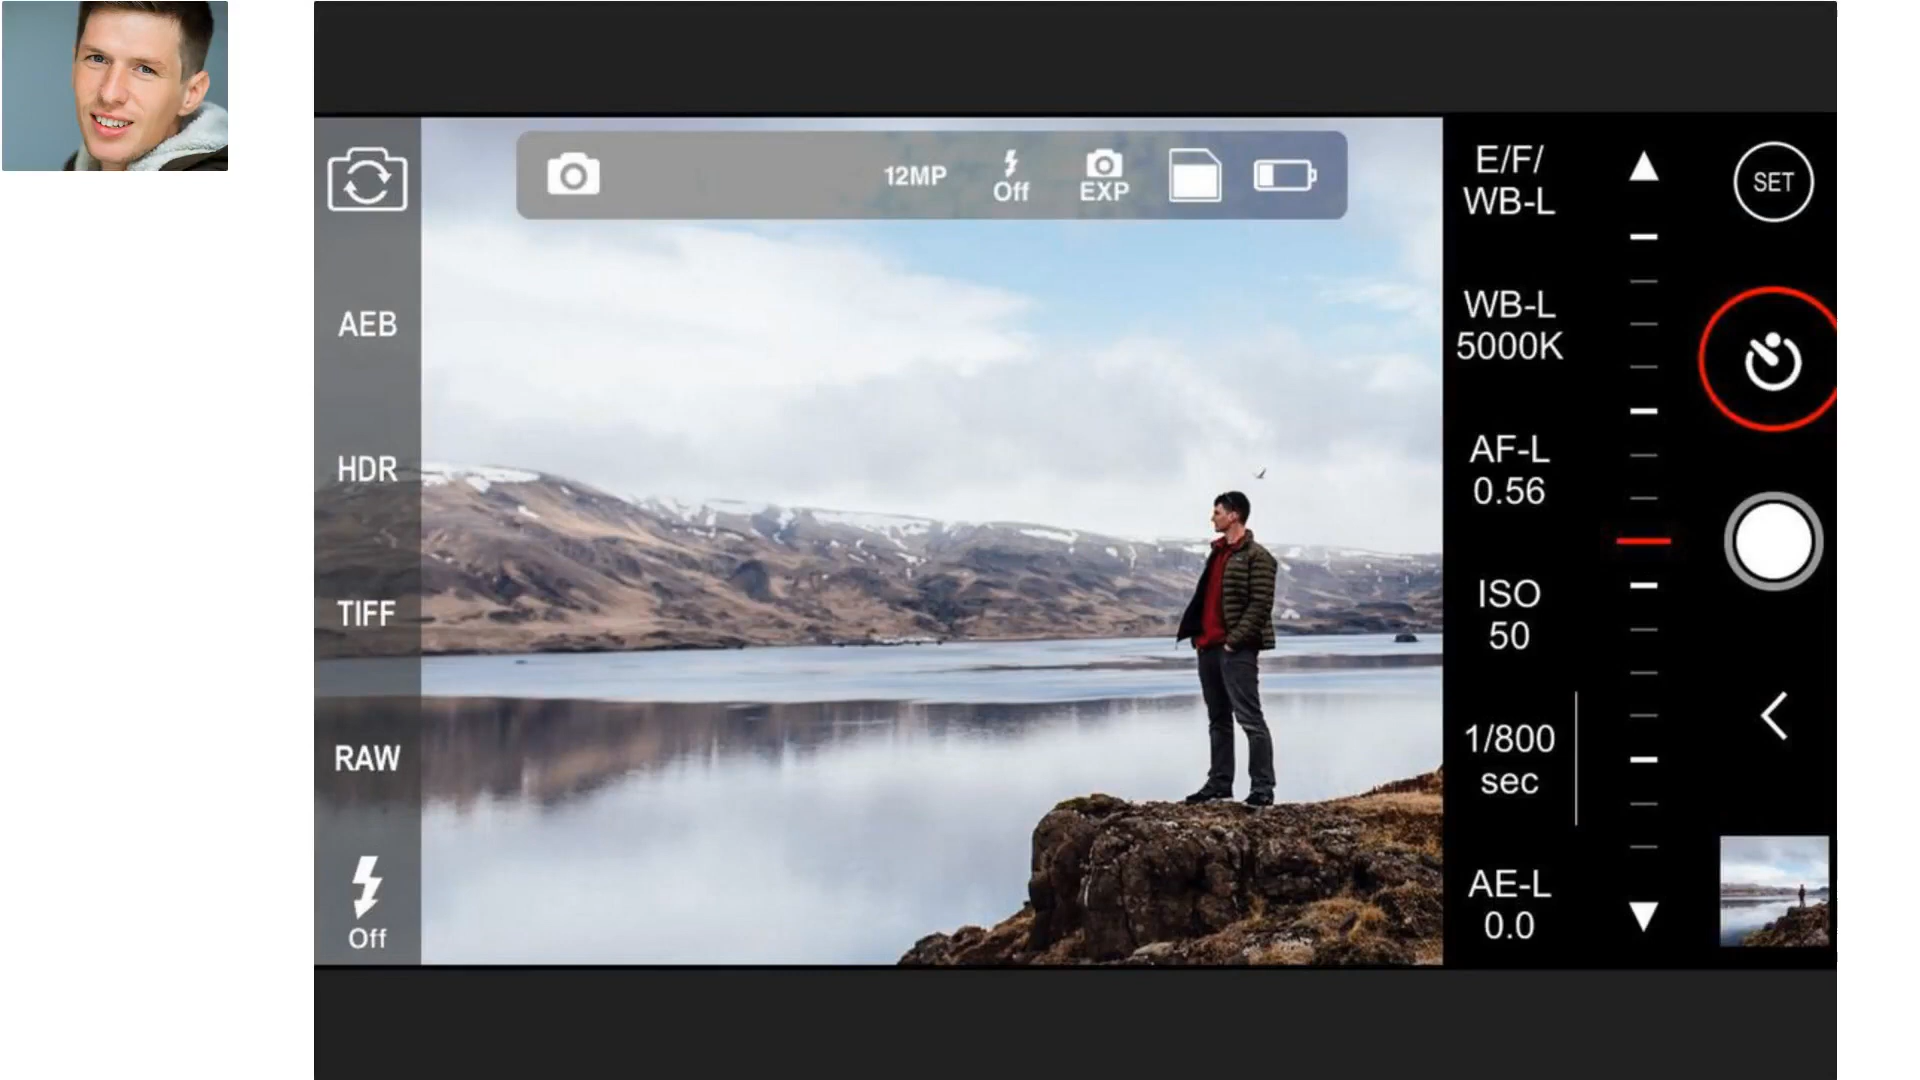 12MP
Off
EXP
AEB
HDR
TIFF
RAW
Off
E/F/
WB-L
WB-L
5000K
AF-L
0.56
ISO
50
1/800
sec
AE-L
0.0
SET